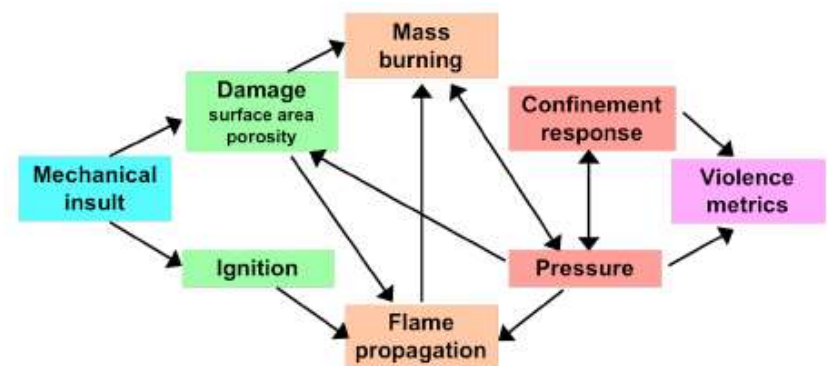 Mass
burning
Damage
surface area
porosity
Confinement
response
Mechanical
insult
Violence
metrics
Ignition
Pressure
Flame
propagation